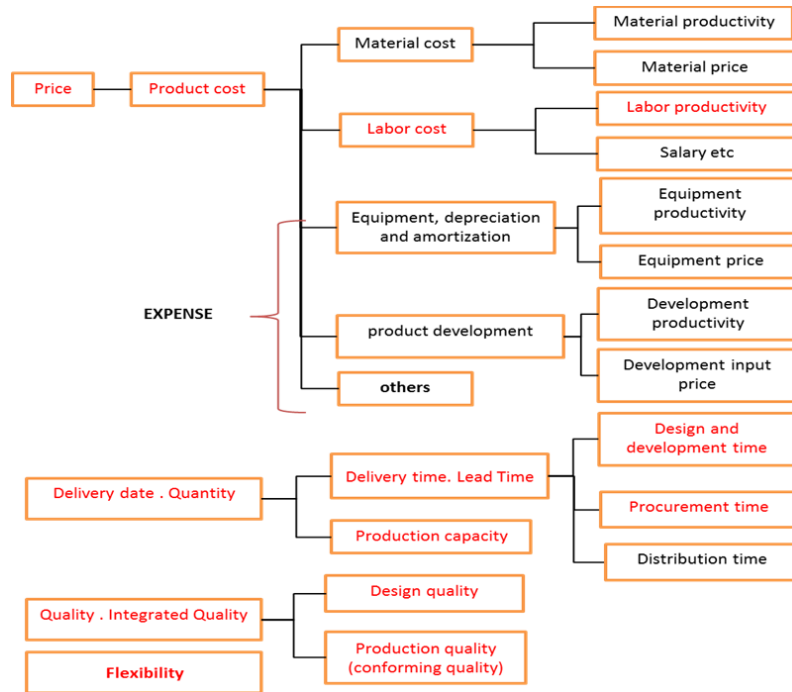 Price
Product cost
Material cost
Material productivity
Material price
Labor cost
Labor productivity
Salary etc
EXPENSE
Equipment, depreciation
and amortization
Equipment
productivity
Equipment price
product development
Development
productivity
Development input
price
others
Delivery date . Quantity
Delivery time. Lead Time
Design and
development time
Procurement time
Distribution time
Production capacity
Quality . Integrated Quality
Design quality
Production quality
(conforming quality)
Flexibility